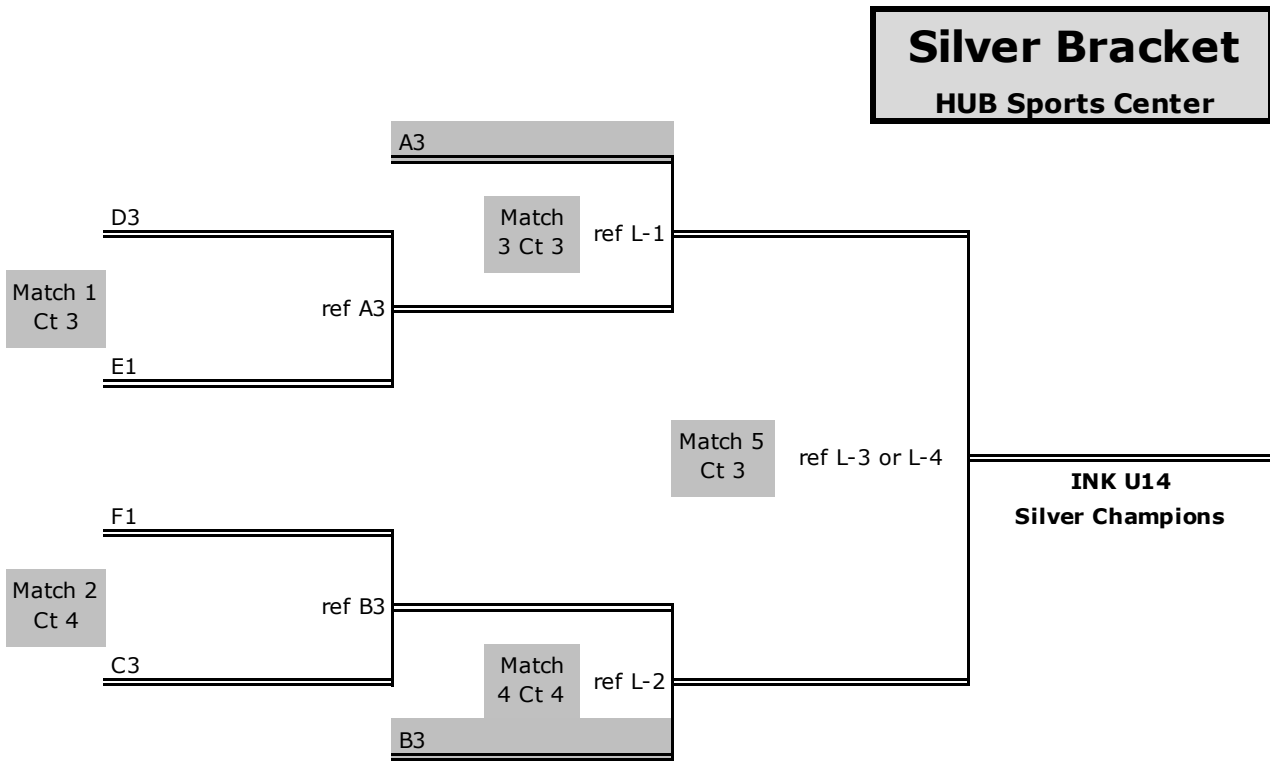 Silver Bracket
HUB Sports Center
A3
D3
Match
3 Ct 3
ref L-1
Match 1
Ct 3
ref A3
E1
Match 5
Ct 3
ref L-3 or L-4
INK U14
Silver Champions
F1
Match 2
Ct 4
ref B3
C3
Match
4 Ct 4
ref L-2
B3